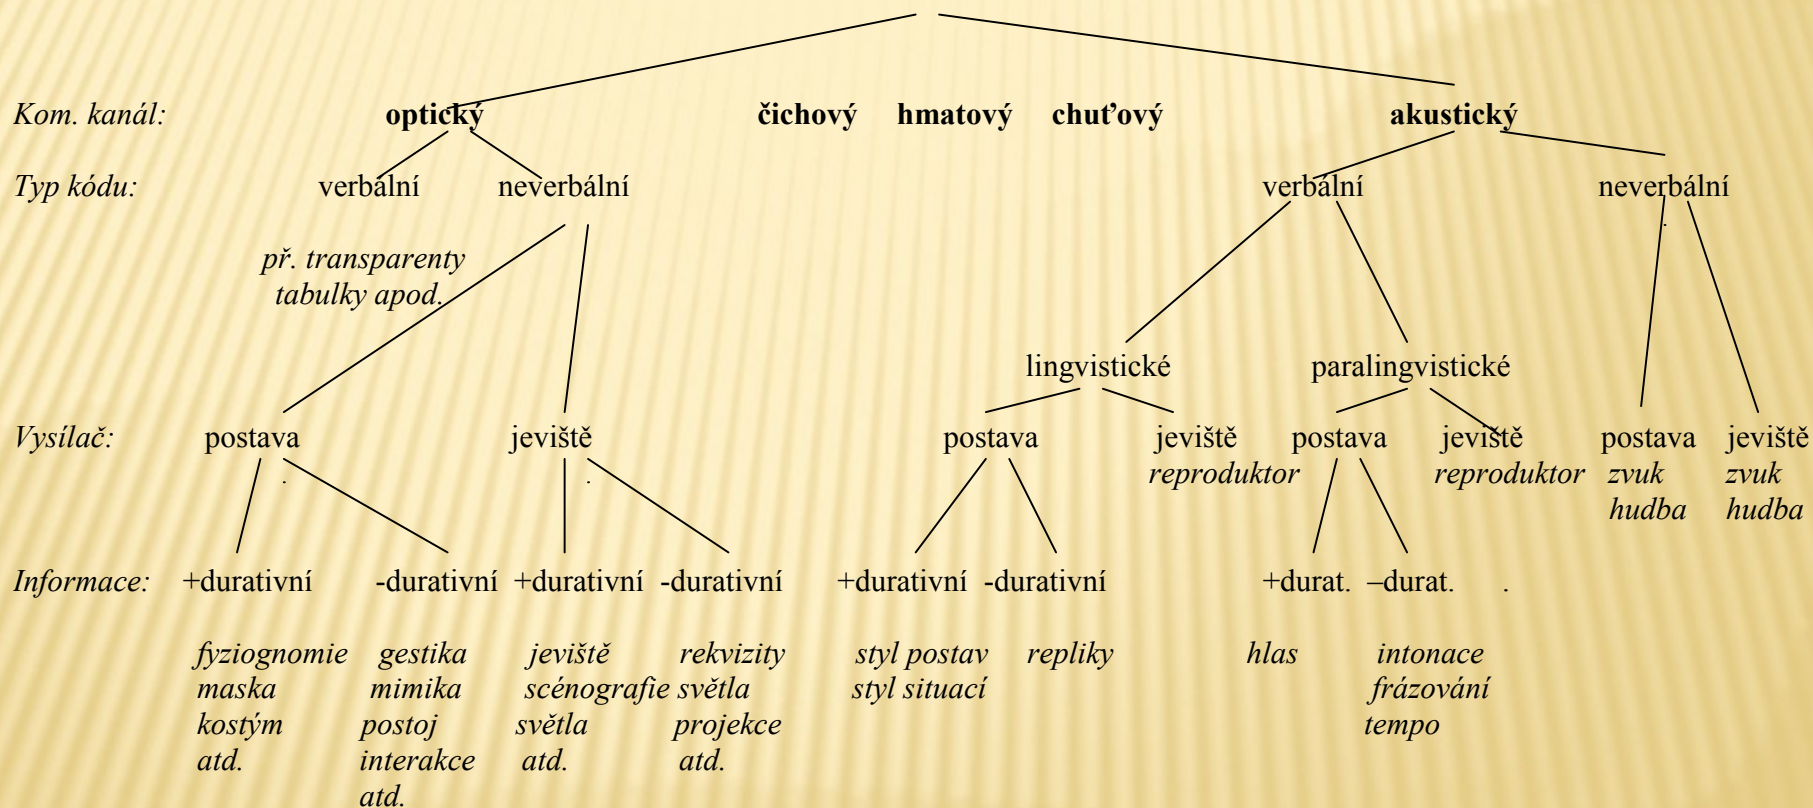 Kom. kanál: optický čichový hmatový chuťový akustický
Typ kódu: verbální neverbální verbální neverbální
př. transparenty
tabulky apod.
lingvistické paralingvistické
Vysílač: postava jeviště postava jeviště postava jeviště postava jeviště
reproduktor reproduktor zvuk zvuk
hudba hudba
Informace: +durativní -durativní +durativní -durativní +durativní -durativní +durat. –durat.
fyziognomie gestika jeviště rekvizity styl postav repliky hlas intonace
maska mimika scénografie světla styl situací frázování
kostým postoj světla projekce tempo
atd. interakce atd. atd.
atd.